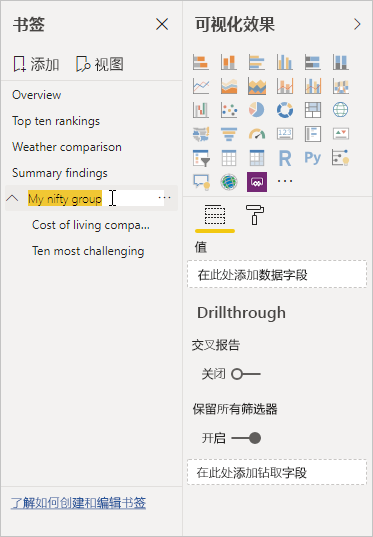 书签
添加
视图
Overview
Top ten rankings
Weather comparison
Summary findings
My nifty group
...
Cost of living compa...
Ten most challenging
了解如何创建和编辑书签
可视化效果
123
R
Py
...
值
在此处添加数据字段
Drillthrough
交叉报告
关闭
保留所有筛选器
开启
在此处添加钻取字段